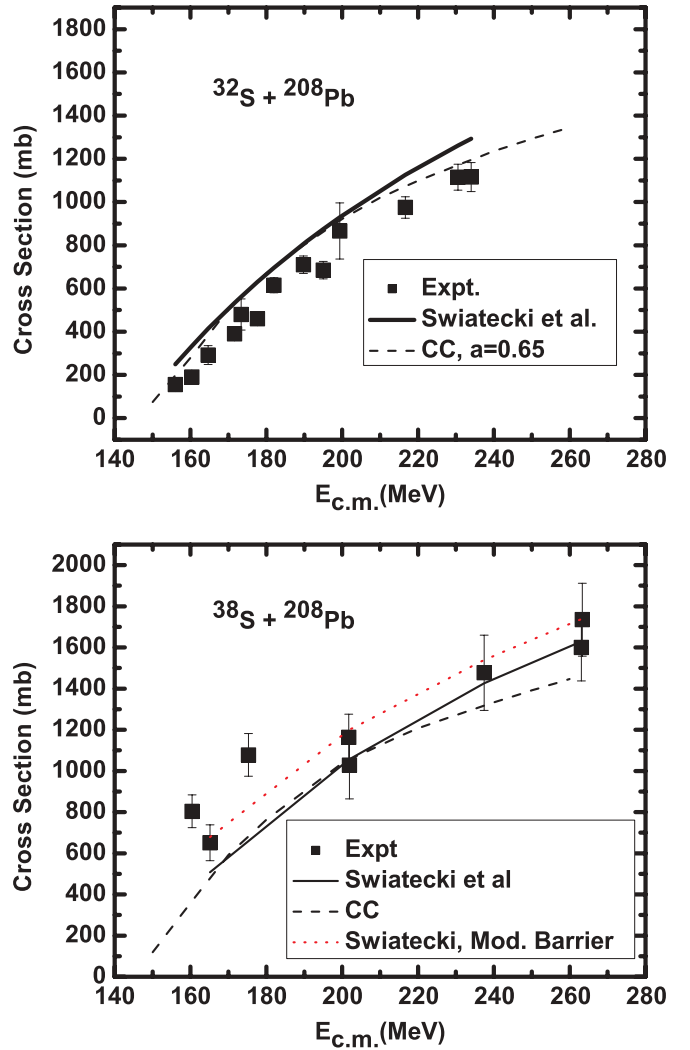 1800
1600
1400
1200
1000
800
600
400
200
0
Cross Section (mb)
³²S + ²⁰⁸Pb
Expt.
Swiatecki et al.
CC, a=0.65
140 160 180 200 220 240 260 280
E_c.m.(MeV)
2000
1800
1600
1400
1200
1000
800
600
400
200
0
Cross Section (mb)
³⁸S + ²⁰⁸Pb
Expt
Swiatecki et al
CC
Swiatecki, Mod. Barrier
140 160 180 200 220 240 260 280
E_c.m.(MeV)